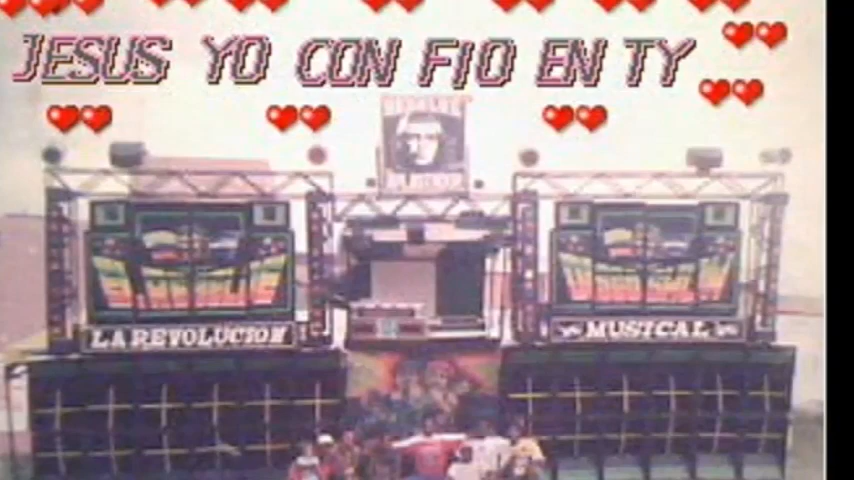 JESUS YO CON FIO EN TY
LA REVOLUCION
MUSICAL